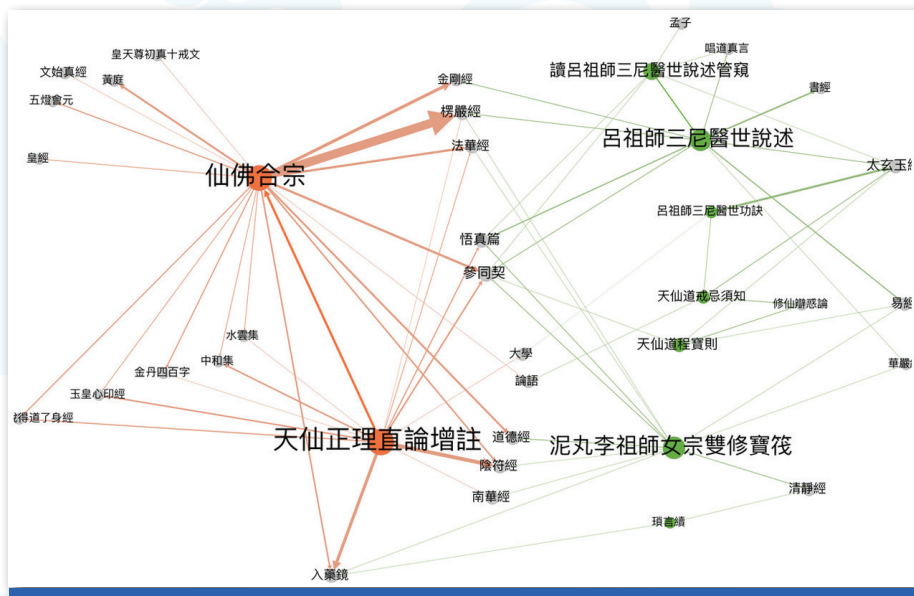 孟子
皇天尊初真十戒文
唱道真言
文始真經
黃庭
金剛經
讀呂祖師三尼醫世說述管窺
書經
五燈會元
楞嚴經
呂祖師三尼醫世說述
法華經
皇經
太玄玉經
仙佛合宗
呂祖師三尼醫世功訣
悟真篇
參同契
天仙道戒忌須知
修仙辯惑論
易經
水雲集
天仙道程寶則
大學
中和集
華嚴
金丹四百字
論語
玉皇心印經
得道了身經
天仙正理直論增註
道德經
泥丸李祖師女宗雙修寶筏
陰符經
南華經
清靜經
瑣言續
入藥鏡